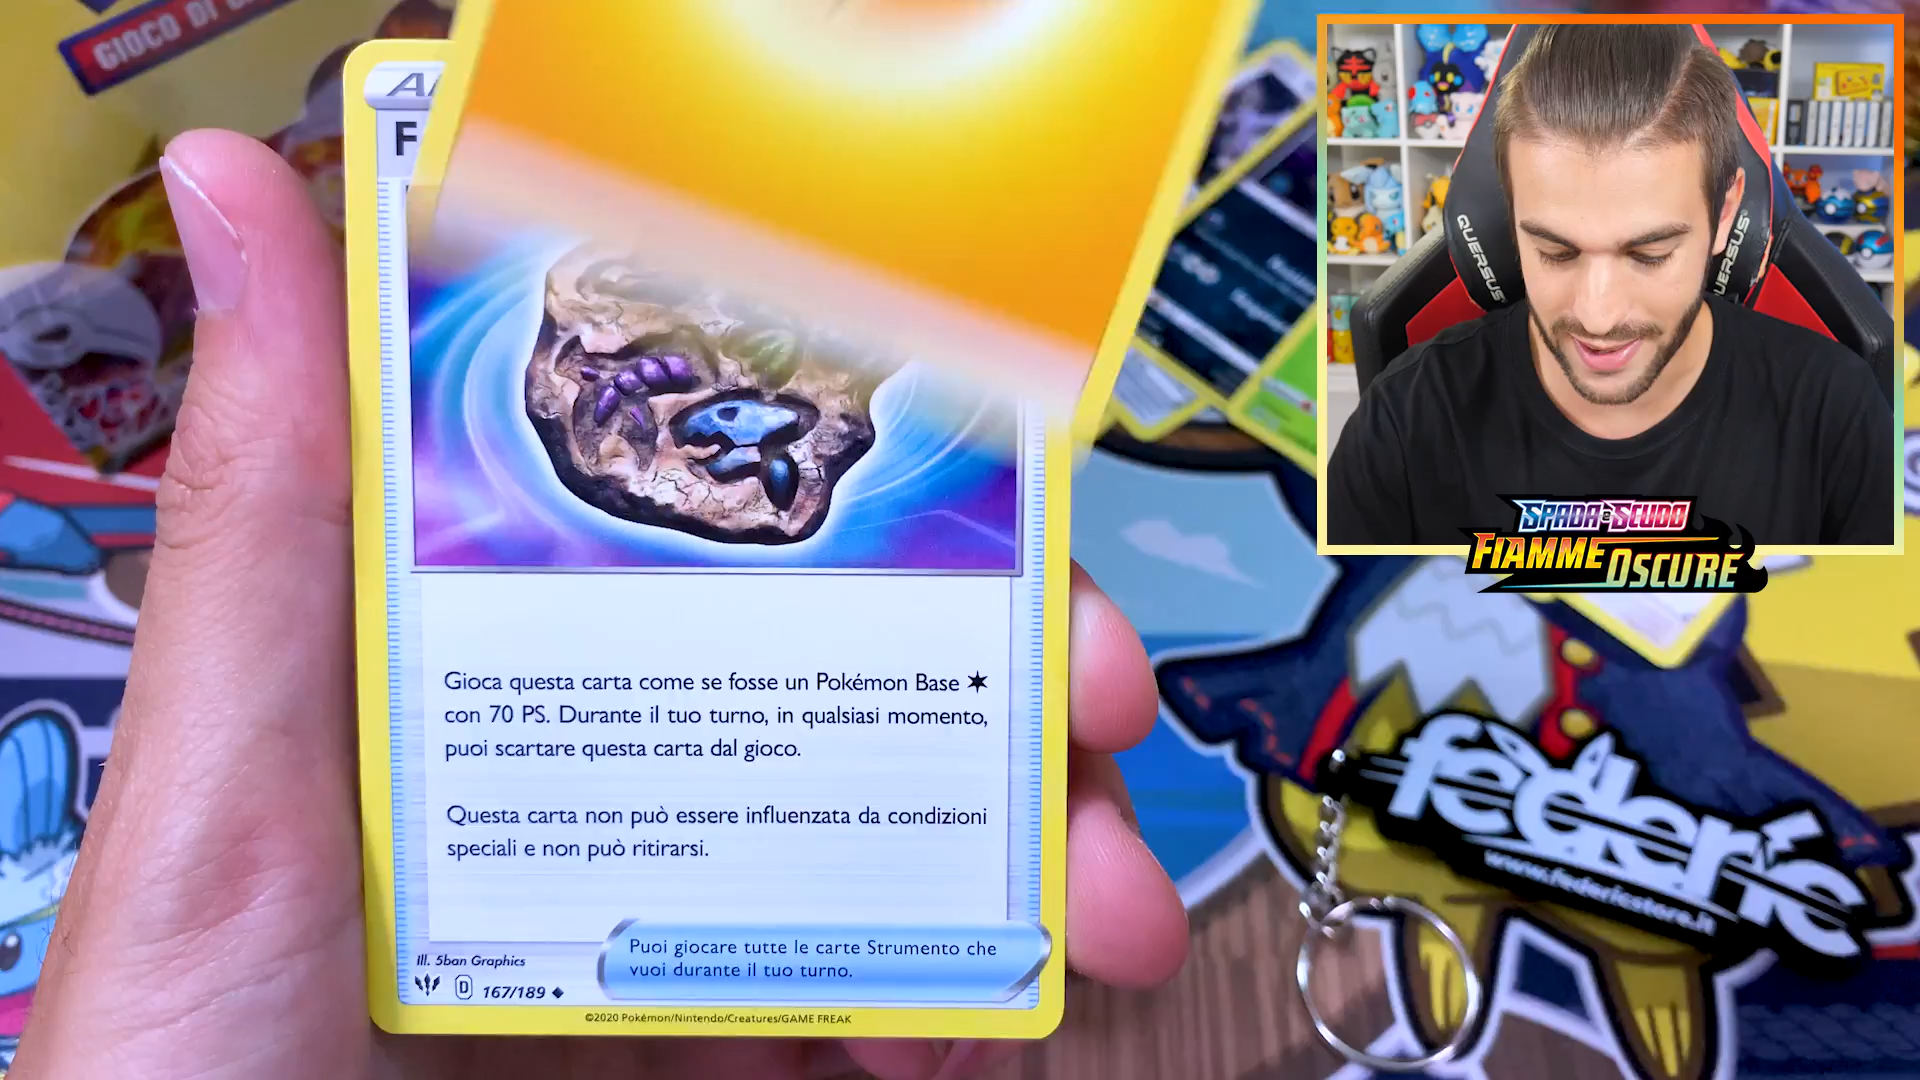 GIOCO DI
F
Gioca questa carta come se fosse un Pokémon Base
con 70 PS. Durante il tuo turno, in qualsiasi momento,
puoi scartare questa carta dal gioco.
Questa carta non può essere influenzata da condizioni
speciali e non può ritirarsi.
Puoi giocare tutte le carte Strumento che
vuoi durante il tuo turno.
Ill. 5ban Graphics
D 167/189
©2020 Pokémon/Nintendo/Creatures/GAME FREAK
QUERSUS
QUERSUS
SPADA e SCUDO
FIAMME
OSCURE
federic
www.federicstore.it